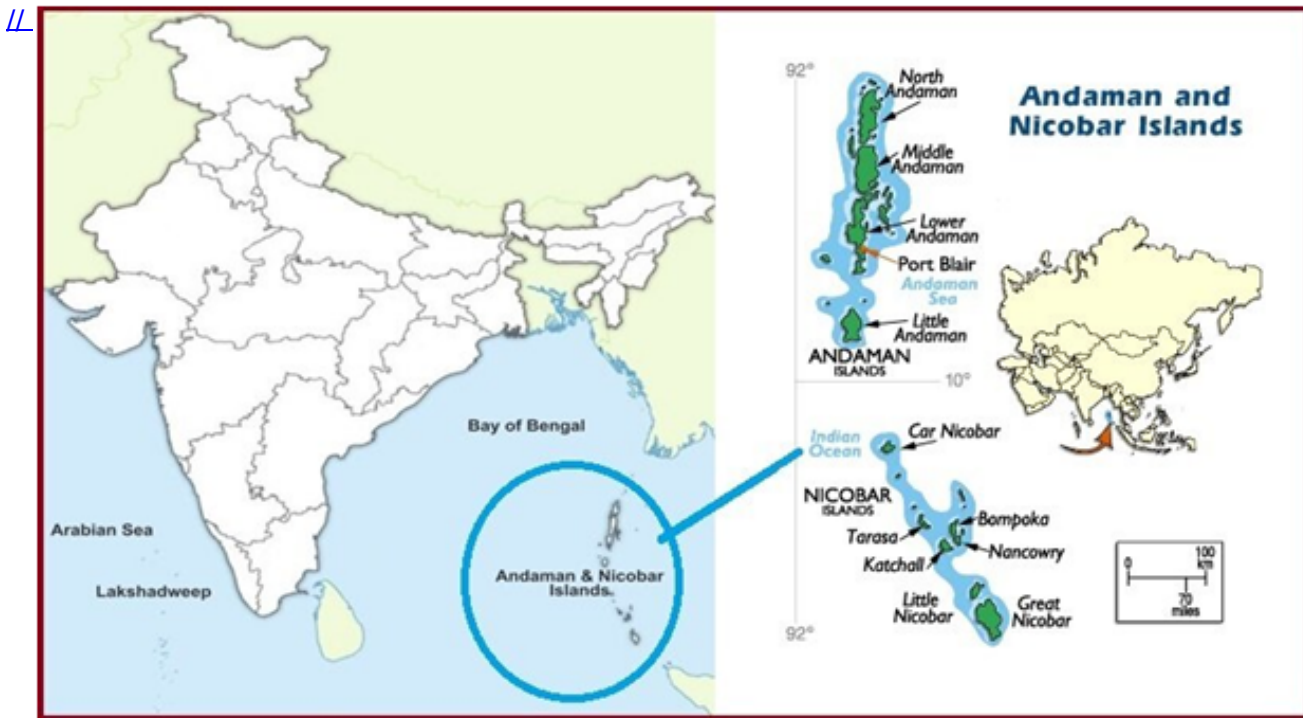 //
Bay of Bengal
Arabian Sea
Lakshadweep
Andaman & Nicobar
Islands
92°
North
Andaman
Andaman and
Nicobar Islands
Middle
Andaman
Lower
Andaman
Port Blair
Andaman
Sea
Little
Andaman
ANDAMAN
ISLANDS
10°
Indian
Ocean
Car Nicobar
NICOBAR
ISLANDS
Bompoka
Tarasa
Nancowry
Katchall
Little
Nicobar
Great
Nicobar
92°
0 100
km
70
miles